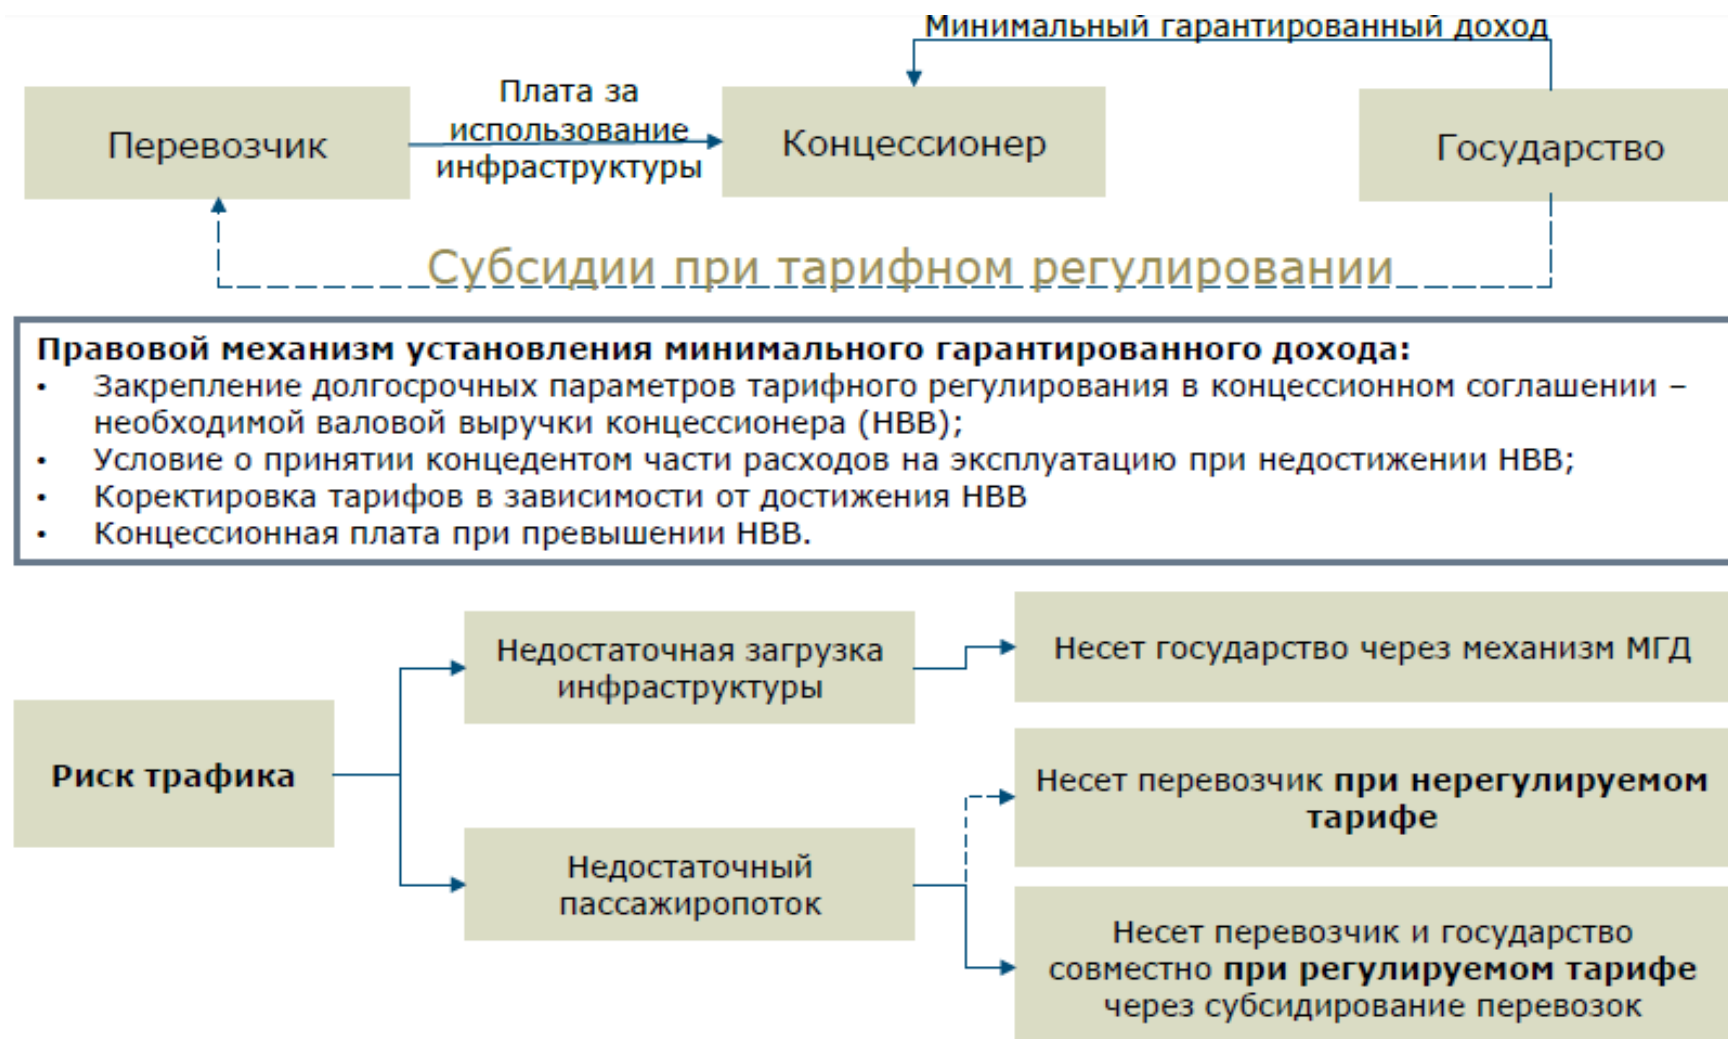 Минимальный гарантированный доход
Плата за
использование
инфраструктуры
Перевозчик
Концессионер
Государство
Субсидии при тарифном регулировании
Правовой механизм установления минимального гарантированного дохода:
• Закрепление долгосрочных параметров тарифного регулирования в концессионном соглашении –
необходимой валовой выручки концессионера (НВВ);
• Условие о принятии концедентом части расходов на эксплуатацию при недостижении НВВ;
• Коректировка тарифов в зависимости от достижения НВВ
• Концессионная плата при превышении НВВ.
Риск трафика
Недостаточная загрузка
инфраструктуры
Несет государство через механизм МГД
Недостаточный
пассажиропоток
Несет перевозчик при нерегулируемом
тарифе
Несет перевозчик и государство
совместно при регулируемом тарифе
через субсидирование перевозок